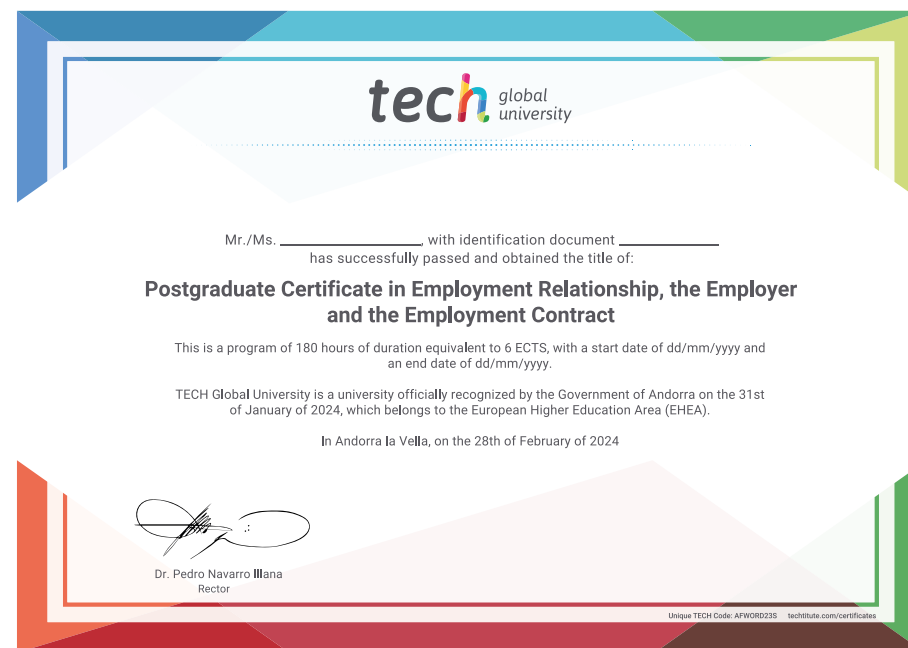 tech global university
Mr./Ms. ____________________, with identification document ______________
has successfully passed and obtained the title of:
Postgraduate Certificate in Employment Relationship, the Employer
and the Employment Contract
This is a program of 180 hours of duration equivalent to 6 ECTS, with a start date of dd/mm/yyyy and
an end date of dd/mm/yyyy.
TECH Global University is a university officially recognized by the Government of Andorra on the 31st
of January of 2024, which belongs to the European Higher Education Area (EHEA).
In Andorra la Vella, on the 28th of February of 2024
Dr. Pedro Navarro Illana
Rector
Unique TECH Code: AFWORD23S techtitute.com/certificates